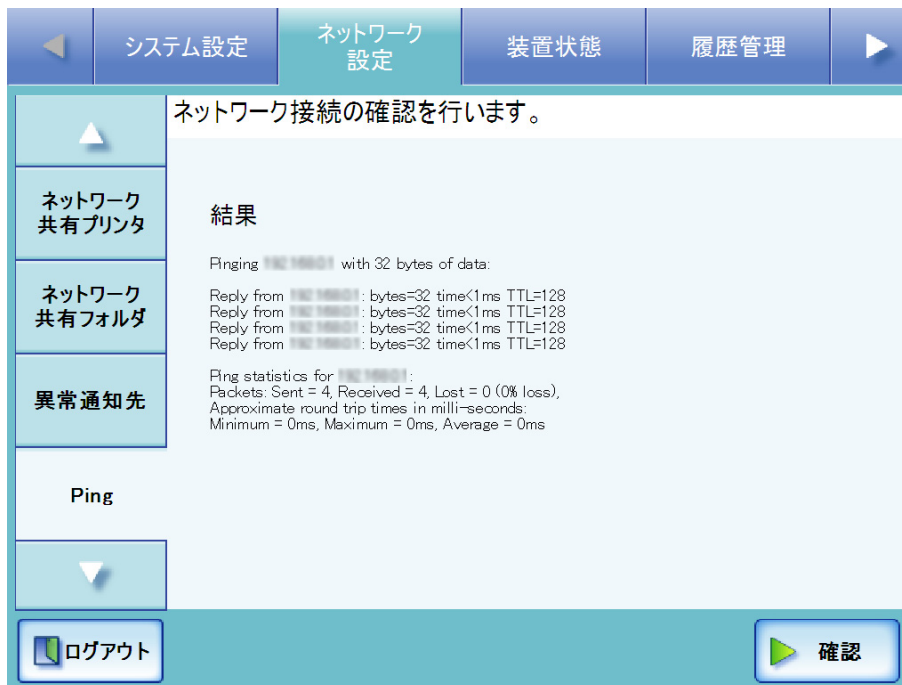 システム設定
ネットワーク
設定
装置状態
履歴管理
ネットワーク接続の確認を行います。
ネットワーク
共有プリンタ
ネットワーク
共有フォルダ
異常通知先
Ping
結果
Pinging with 32 bytes of data:
Reply from : bytes=32 time<1ms TTL=128
Reply from : bytes=32 time<1ms TTL=128
Reply from : bytes=32 time<1ms TTL=128
Reply from : bytes=32 time<1ms TTL=128
Ping statistics for :
Packets: Sent = 4, Received = 4, Lost = 0 (0% loss),
Approximate round trip times in milli-seconds:
Minimum = 0ms, Maximum = 0ms, Average = 0ms
ログアウト
確認